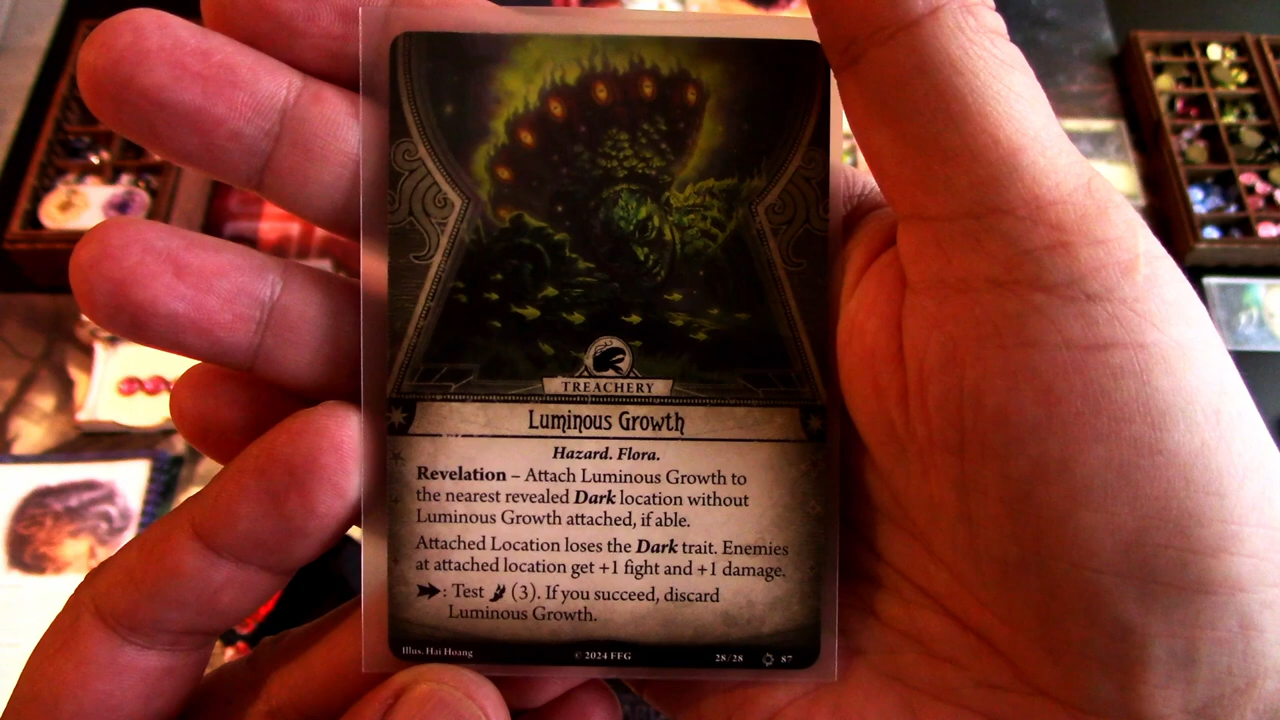 TREACHERY
Luminous Growth
Hazard. Flora.
Revelation – Attach Luminous Growth to
the nearest revealed Dark location without
Luminous Growth attached, if able.
Attached Location loses the Dark trait. Enemies
at attached location get +1 fight and +1 damage.
: Test (3). If you succeed, discard
Luminous Growth.
Illus. Hai Hoang © 2024 FFG 28/28 87